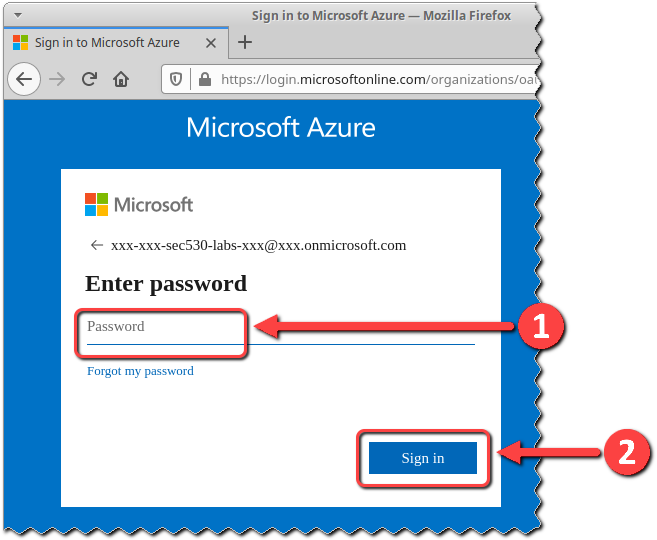 Sign in to Microsoft Azure — Mozilla Firefox
Sign in to Microsoft Azure
https://login.microsoftonline.com/organizations/oa
Microsoft Azure
Microsoft
xxx-xxx-sec530-labs-xxx@xxx.onmicrosoft.com
Enter password
Password
1
Forgot my password
Sign in
2